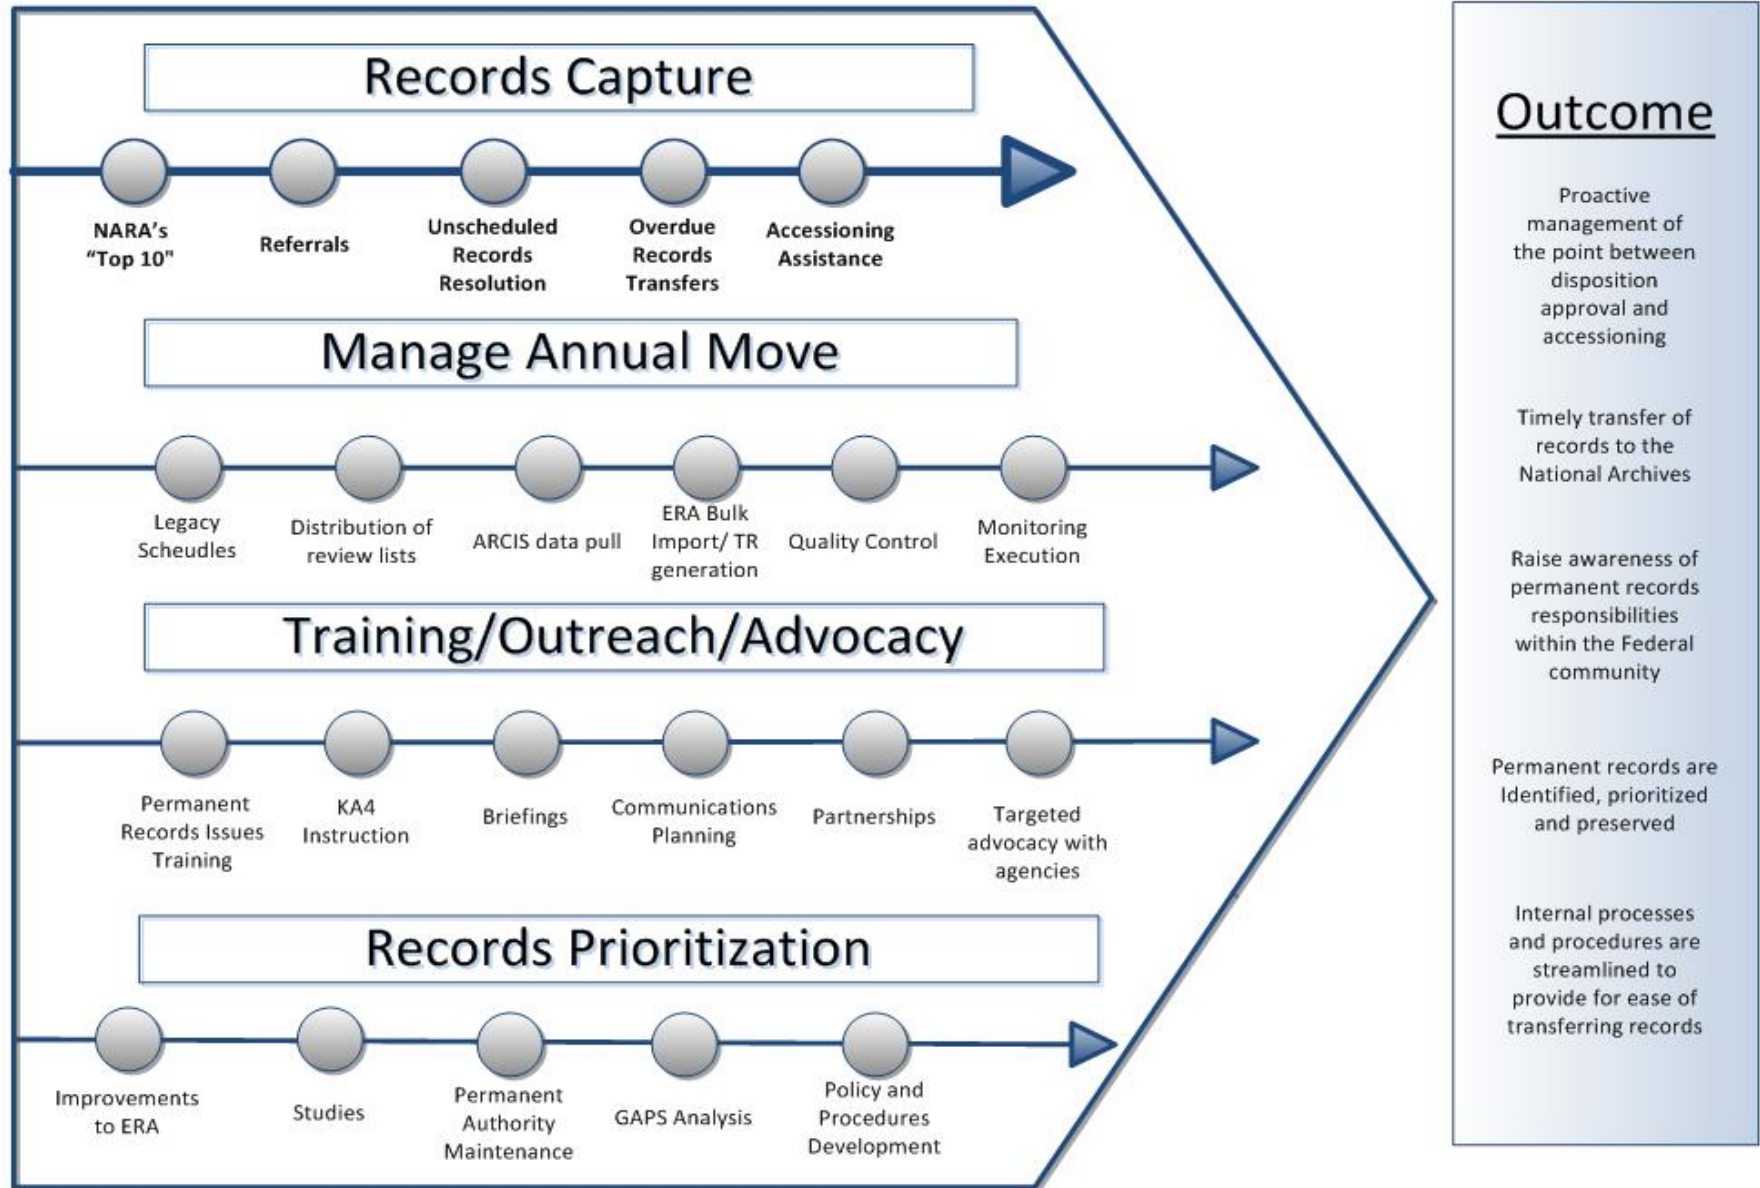 Records Capture
NARA's
"Top 10"
Referrals
Unscheduled
Records
Resolution
Overdue
Records
Transfers
Accessioning
Assistance
Manage Annual Move
Legacy
Scheudles
Distribution of
review lists
ARCIS data pull
ERA Bulk
Import/ TR
generation
Quality Control
Monitoring
Execution
Training/Outreach/Advocacy
Permanent
Records Issues
Training
KA4
Instruction
Briefings
Communications
Planning
Partnerships
Targeted
advocacy with
agencies
Records Prioritization
Improvements
to ERA
Studies
Permanent
Authority
Maintenance
GAPS Analysis
Policy and
Procedures
Development
Outcome
Proactive
management of
the point between
disposition
approval and
accessioning
Timely transfer of
records to the
National Archives
Raise awareness of
permanent records
responsibilities
within the Federal
community
Permanent records are
Identified, prioritized
and preserved
Internal processes
and procedures are
streamlined to
provide for ease of
transferring records